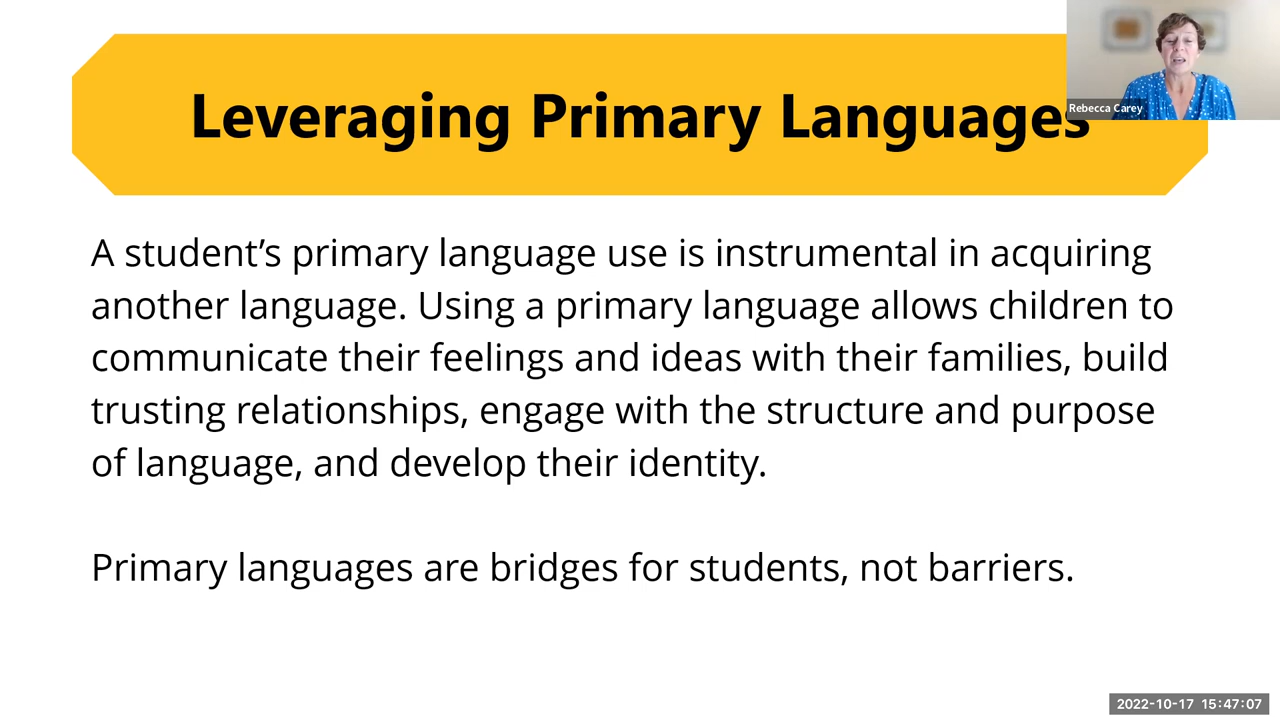 Leveraging Primary Languages
Rebecca Carey
A student’s primary language use is instrumental in acquiring
another language. Using a primary language allows children to
communicate their feelings and ideas with their families, build
trusting relationships, engage with the structure and purpose
of language, and develop their identity.
Primary languages are bridges for students, not barriers.
2022-10-17 15:47:07